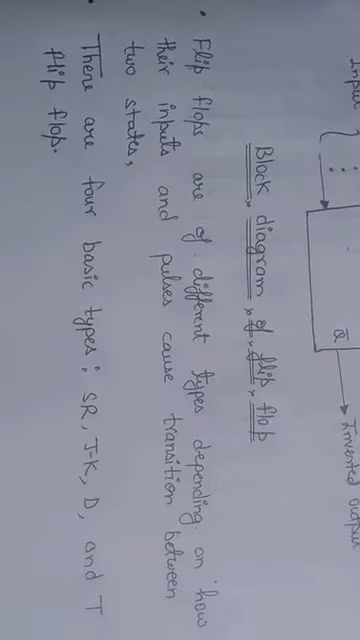 Input
Q̅
Invented output
Block diagram of flip flop
• Flip flops are of different types depending on how
their inputs and pulses cause transition between
two states,
There are four basic types: SR, J-K, D, and T
flip flop.